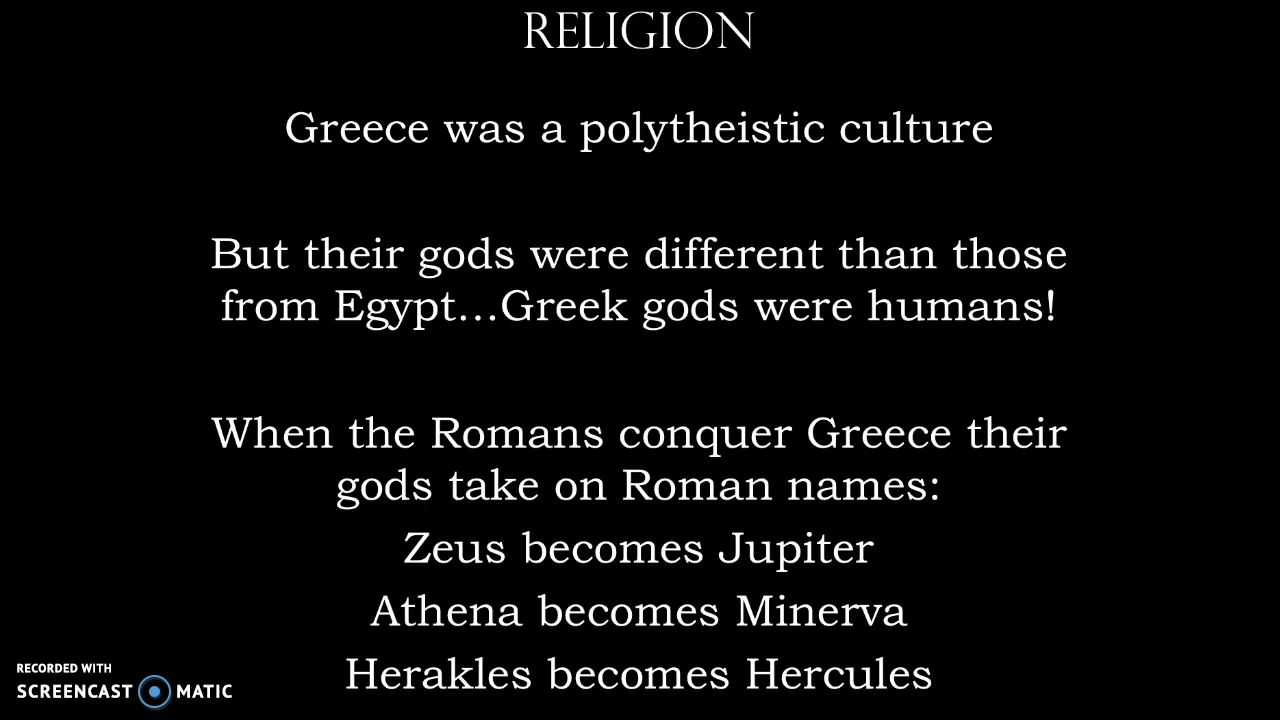 RELIGION
Greece was a polytheistic culture
But their gods were different than those
from Egypt…Greek gods were humans!
When the Romans conquer Greece their
gods take on Roman names:
Zeus becomes Jupiter
Athena becomes Minerva
Herakles becomes Hercules
RECORDED WITH
SCREENCAST MATIC